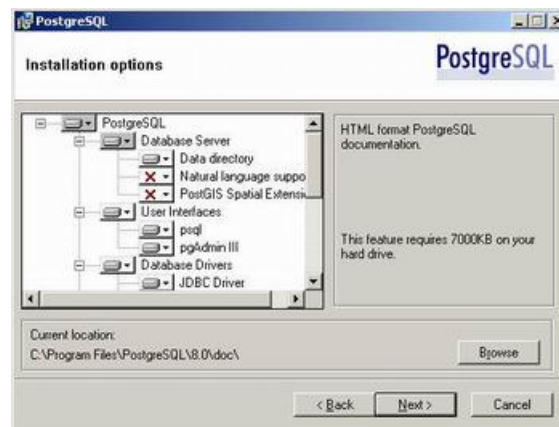 PostgreSQL
Installation options
PostgreSQL
PostgreSQL
Database Server
Data directory
Natural language suppo
PostGIS Spatial Extensi
User Interfaces
psql
pgAdmin III
Database Drivers
JDBC Driver
HTML format PostgreSQL
documentation.
This feature requires 7000KB on your
hard drive.
Current location:
C:\Program Files\PostgreSQL\8.0\doc\
Browse
< Back
Next >
Cancel